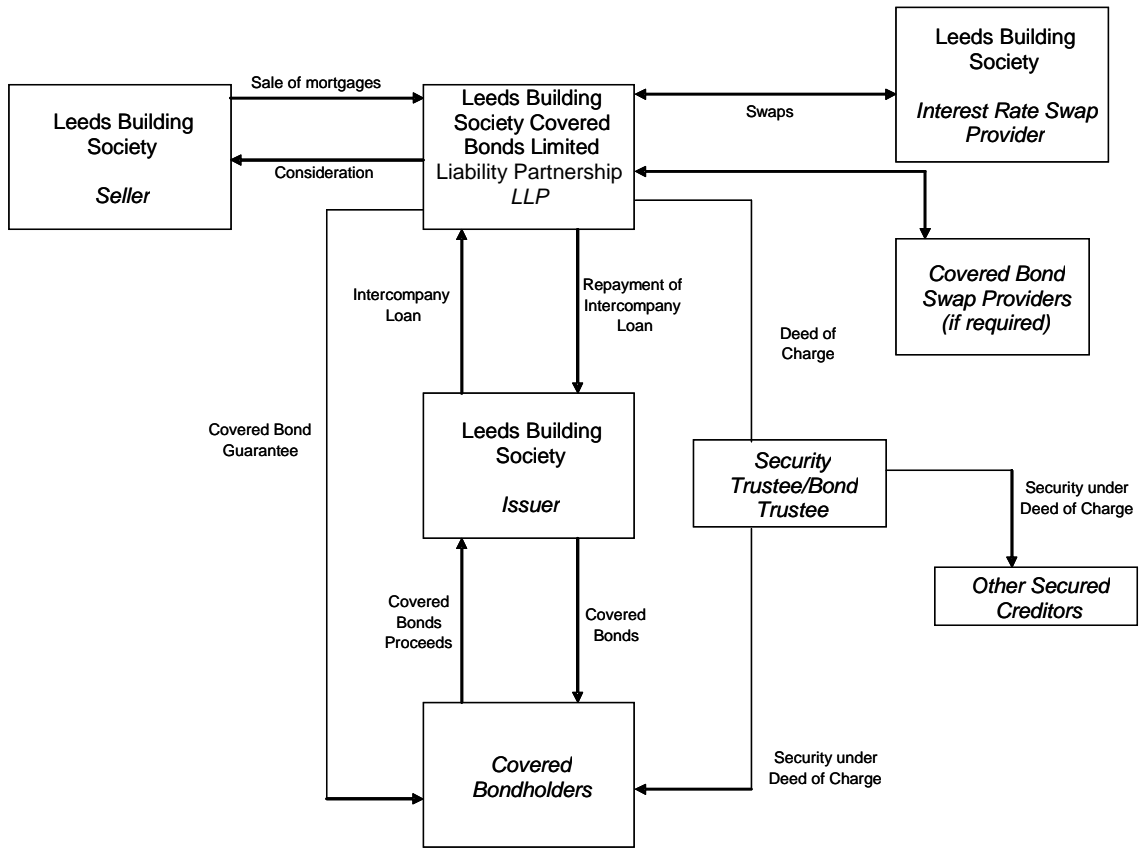 Leeds Building
Society
Seller
Sale of mortgages
Consideration
Leeds Building
Society Covered
Bonds Limited
Liability Partnership
LLP
Swaps
Leeds Building
Society
Interest Rate Swap
Provider
Covered Bond
Swap Providers
(if required)
Intercompany
Loan
Repayment of
Intercompany
Loan
Deed of
Charge
Covered Bond
Guarantee
Leeds Building
Society
Issuer
Security
Trustee/Bond
Trustee
Security under
Deed of Charge
Other Secured
Creditors
Covered
Bonds
Proceeds
Covered
Bonds
Covered
Bondholders
Security under
Deed of Charge